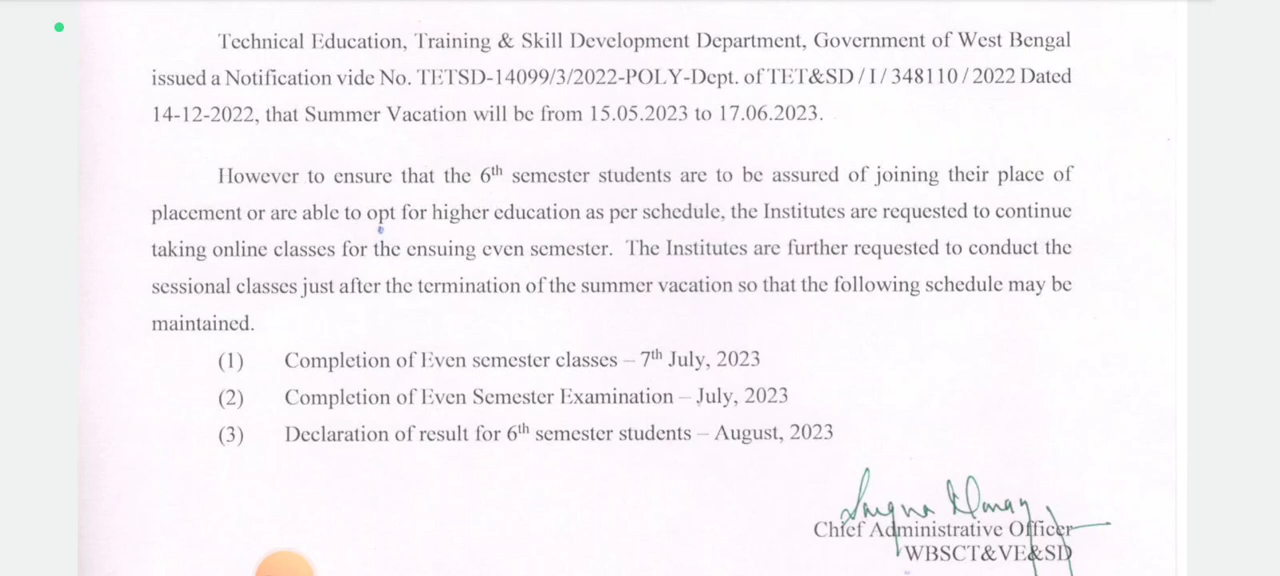 Technical Education, Training & Skill Development Department, Government of West Bengal
issued a Notification vide No. TETSD-14099/3/2022-POLY-Dept. of TET&SD / I / 348110 / 2022 Dated
14-12-2022, that Summer Vacation will be from 15.05.2023 to 17.06.2023.
However to ensure that the 6th semester students are to be assured of joining their place of
placement or are able to opt for higher education as per schedule, the Institutes are requested to continue
taking online classes for the ensuing even semester. The Institutes are further requested to conduct the
sessional classes just after the termination of the summer vacation so that the following schedule may be
maintained.
(1) Completion of Even semester classes – 7th July, 2023
(2) Completion of Even Semester Examination – July, 2023
(3) Declaration of result for 6th semester students – August, 2023
Chief Administrative Officer
WBSCT&VE&SD